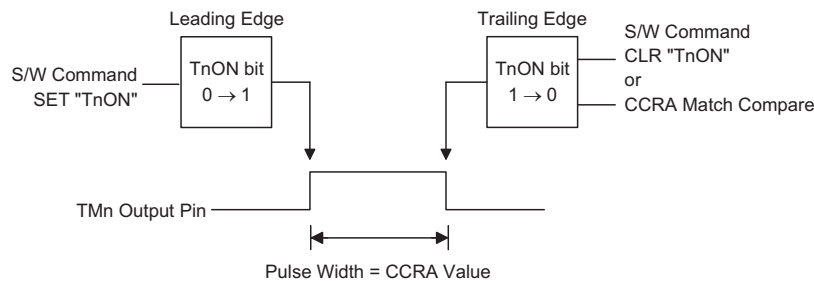 Leading Edge
S/W Command
SET "TnON"
TnON bit
0 → 1
Trailing Edge
TnON bit
1 → 0
S/W Command
CLR "TnON"
or
CCRA Match Compare
TMn Output Pin
Pulse Width = CCRA Value